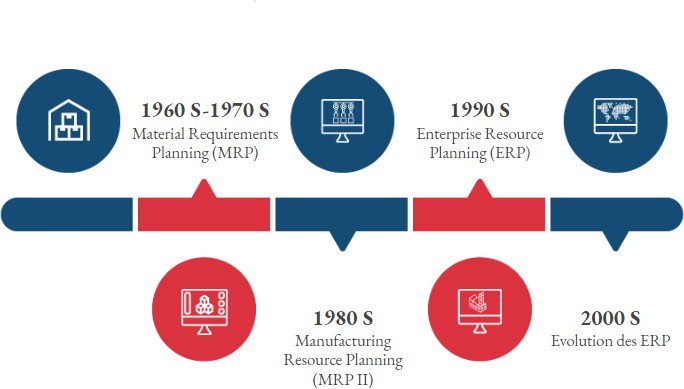 1960 S-1970 S
Material Requirements
Planning (MRP)
1990 S
Enterprise Resource
Planning (ERP)
1980 S
Manufacturing
Resource Planning
(MRP II)
2000 S
Evolution des ERP